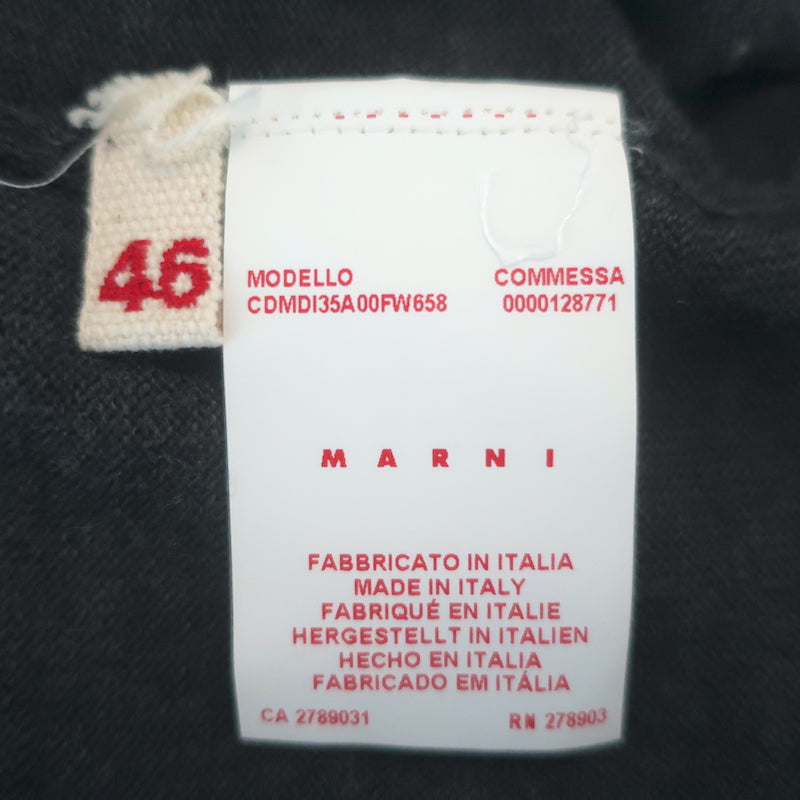 46
MODELLO COMMESSA
CDMDI35A00FW658 0000128771
MARNI
FABBRICATO IN ITALIA
MADE IN ITALY
FABRIQUÉ EN ITALIE
HERGESTELLT IN ITALIEN
HECHO EN ITALIA
FABRICADO EM ITÁLIA
CA 2789031 RN 278903